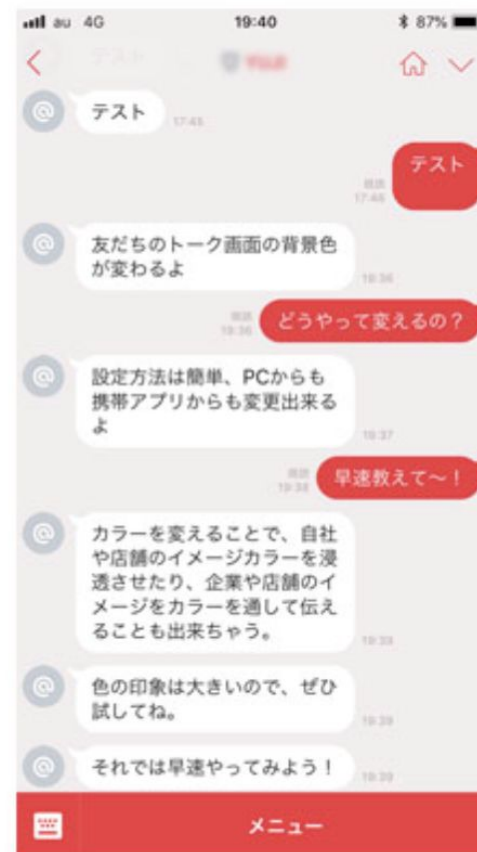 au 4G 19:40 87%
テスト
17:45
テスト
既読
17:46
友だちのトーク画面の背景色
が変わるよ
19:36
既読
19:36
どうやって変えるの？
設定方法は簡単、PCからも
携帯アプリからも変更出来る
よ
19:37
既読
19:38
早速教えて〜！
カラーを変えることで、自社
や店舗のイメージカラーを浸
透させたり、企業や店舗のイ
メージをカラーを通して伝え
ることも出来ちゃう。
19:39
色の印象は大きいので、ぜひ
試してね。
19:39
それでは早速やってみよう！
19:39
メニュー